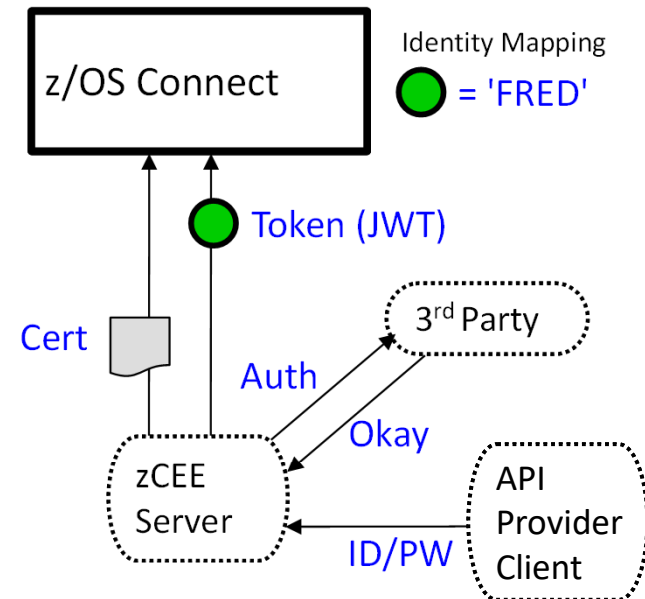 z/OS Connect
Identity Mapping
= 'FRED'
Token (JWT)
Cert
3rd Party
Auth
Okay
zCEE
Server
ID/PW
API
Provider
Client